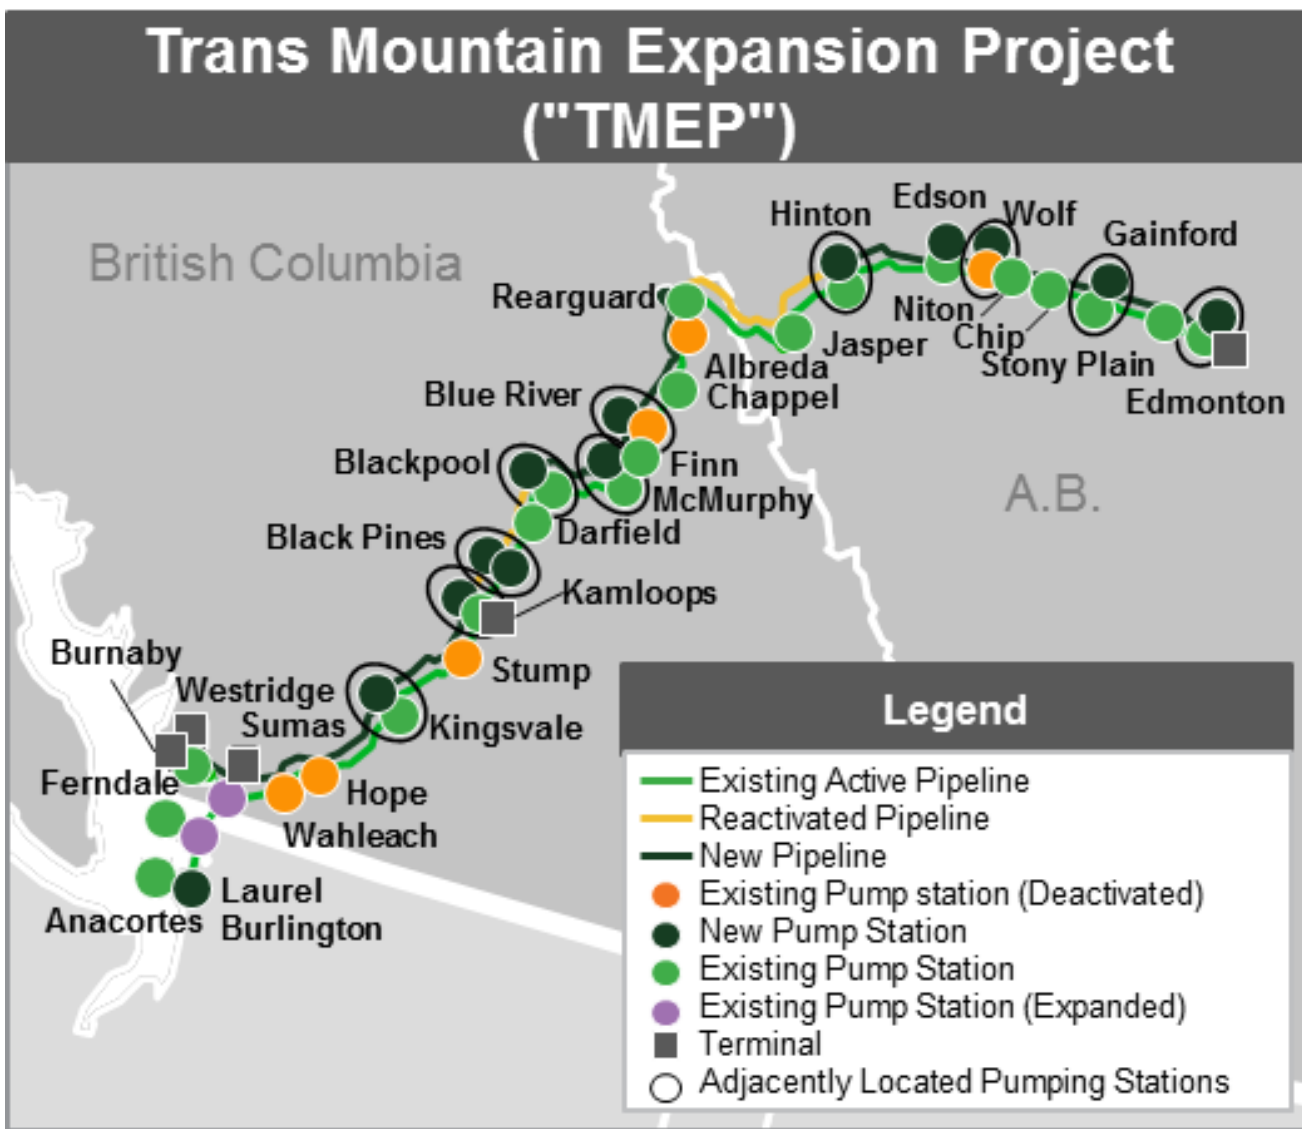 Trans Mountain Expansion Project
("TMEP")
British Columbia
A.B.
Edson
Wolf
Hinton
Gainford
Rearguard
Niton
Chip
Jasper
Stony Plain
Albreda
Chappel
Edmonton
Blue River
Blackpool
Finn
McMurphy
Black Pines
Darfield
Kamloops
Burnaby
Stump
Westridge
Sumas
Kingsvale
Ferndale
Hope
Wahleach
Laurel
Anacortes
Burlington
Legend
Existing Active Pipeline
Reactivated Pipeline
New Pipeline
Existing Pump station (Deactivated)
New Pump Station
Existing Pump Station
Existing Pump Station (Expanded)
Terminal
Adjacently Located Pumping Stations